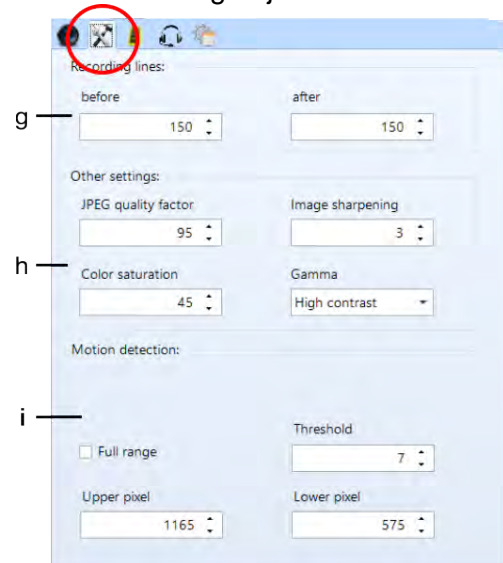 Recording lines:
before after
g
150 150
Other settings:
JPEG quality factor Image sharpening
95 3
h
Color saturation Gamma
45 High contrast
Motion detection:
i
Threshold
Full range
7
Upper pixel Lower pixel
1165 575